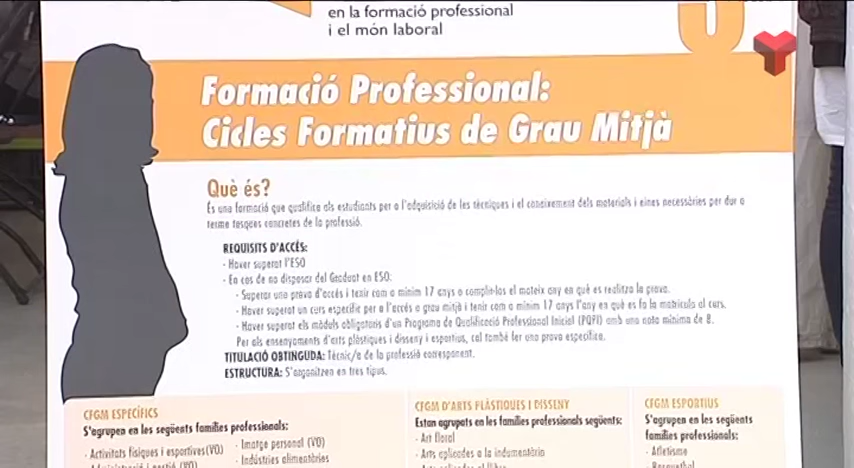 en la formació professional
i el món laboral
Formació Professional:
Cicles Formatius de Grau Mitjà
Què és?
És una formació que qualifica als estudiants per a l'adquisició de les tècniques i el coneixement dels materials i eines necessàries per dur a
terme tasques concretes de la professió.
REQUISITS D'ACCÉS:
- Haver superat l'ESO
- En cas de no disposar del Graduat en ESO:
- Superar una prova d'accés i tenir com a mínim 17 anys o complir-los el mateix any en què es realitza la prova.
- Haver superat un curs específic per a l'accés a grau mitjà i tenir com a mínim 17 anys l'any en què es fa la matrícula al curs.
- Haver superat els mòduls obligatoris d'un Programa de Qualificació Professional Inicial (PQPI) amb una nota mínima de 8.
Per als ensenyaments d'arts plàstiques i disseny i esportius, cal també fer una prova específica.
TITULACIÓ OBTINGUDA: Tècnic/a de la professió corresponent.
ESTRUCTURA: S'organitzen en tres tipus.
CFGM ESPECÍFICS
S'agrupen en les següents famílies professionals:
- Activitats físiques i esportives (VO)
- Imatge personal (VO)
- Administració i gestió (VO)
- Indústries alimentàries
CFGM D'ARTS PLÀSTIQUES I DISSENY
Estan agrupats en les famílies professionals següents:
- Art floral
- Arts aplicades a la indumentària
- Arts aplicades al llibre
CFGM ESPORTIUS
S'agrupen en les següents
famílies professionals:
- Atletisme
- Basquetbol